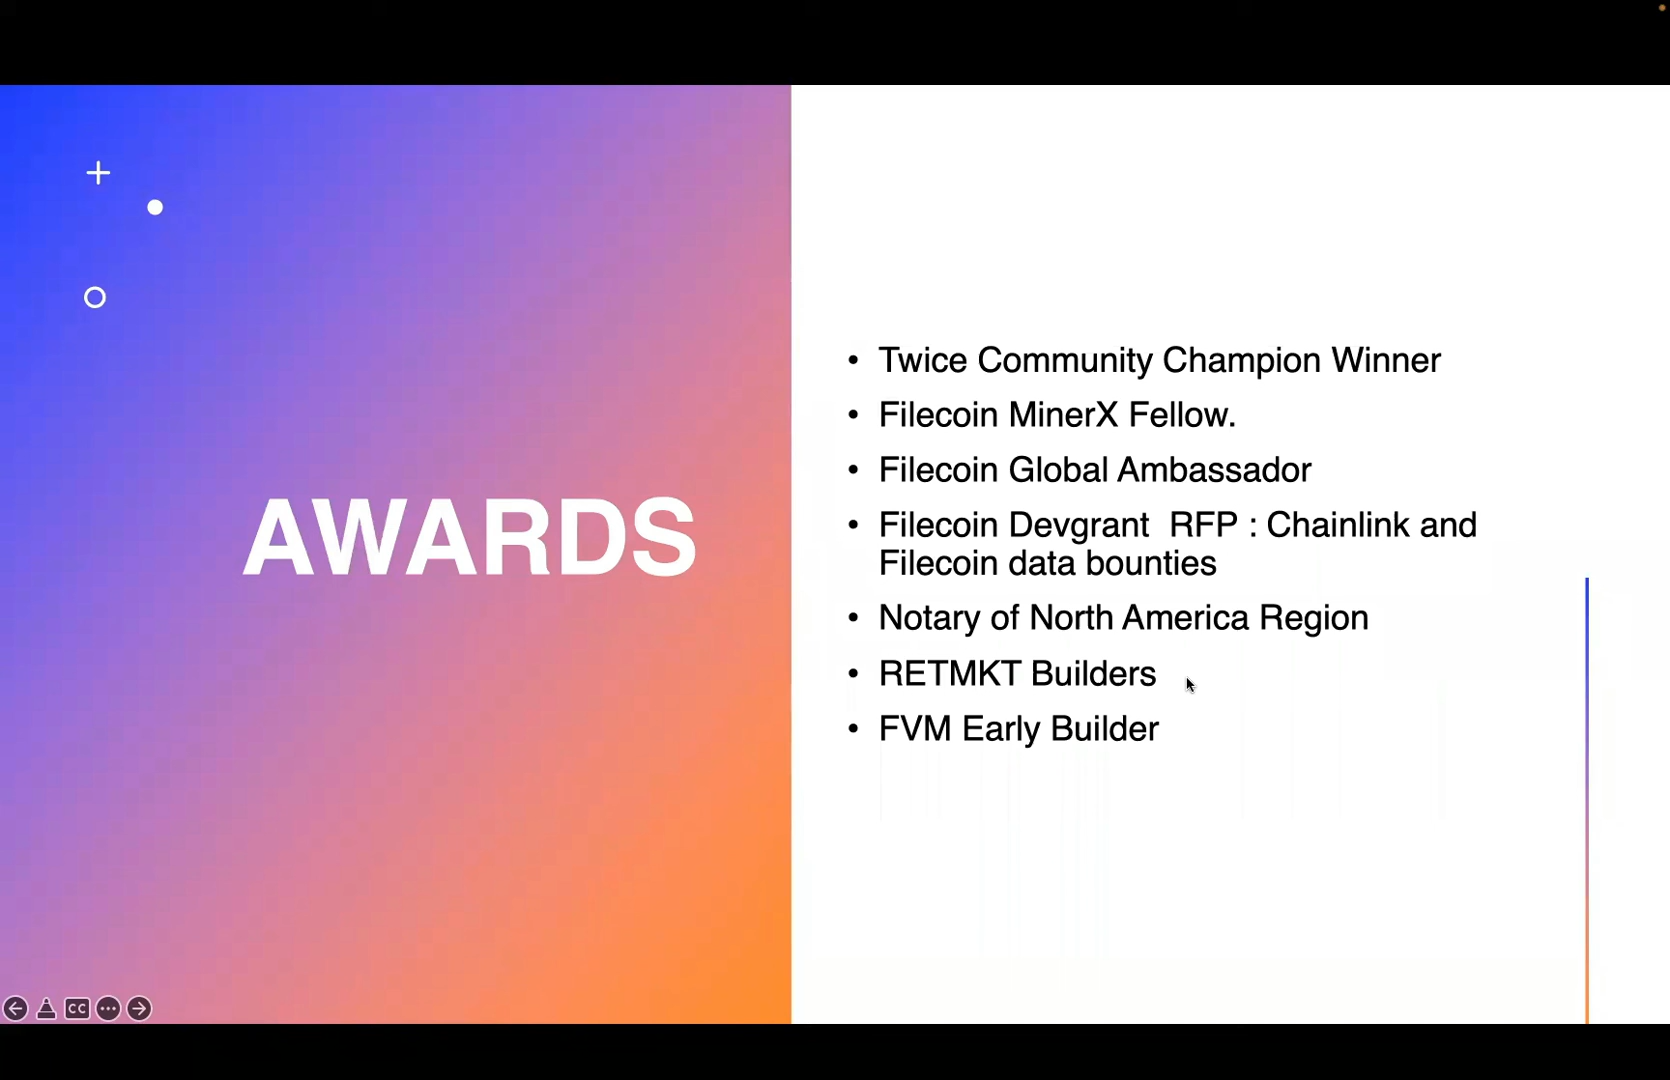 AWARDS
• Twice Community Champion Winner
• Filecoin MinerX Fellow.
• Filecoin Global Ambassador
• Filecoin Devgrant  RFP : Chainlink and
Filecoin data bounties
• Notary of North America Region
• RETMKT Builders
• FVM Early Builder
CC